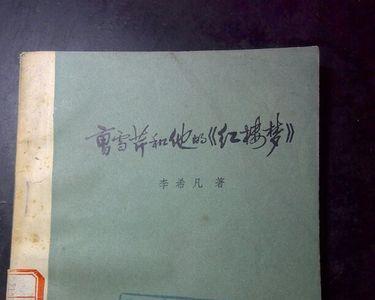 曹雪芹和他的《红楼梦》
李希凡 著